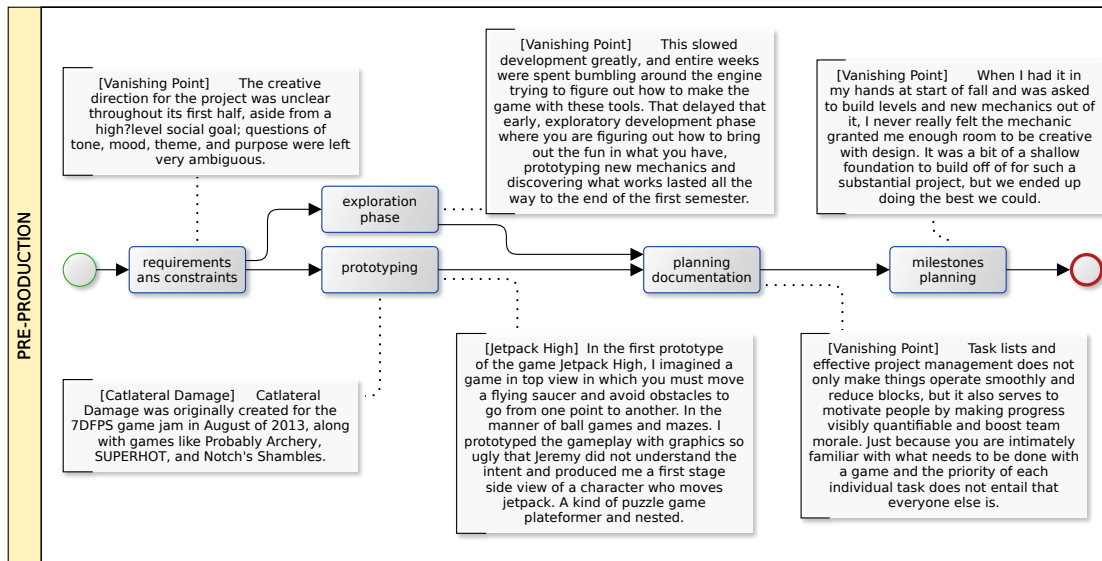 PRE-PRODUCTION
[Vanishing Point] The creative
direction for the project was unclear
throughout its first half, aside from a
high?level social goal; questions of
tone, mood, theme, and purpose were left
very ambiguous.
[Vanishing Point] This slowed
development greatly, and entire weeks
were spent bumbling around the engine
trying to figure out how to make the
game with these tools. That delayed that
early, exploratory development phase
where you are figuring out how to bring
out the fun in what you have,
prototyping new mechanics and
discovering what works lasted all the
way to the end of the first semester.
[Vanishing Point] When I had it in
my hands at start of fall and was asked
to build levels and new mechanics out of
it, I never really felt the mechanic
granted me enough room to be creative
with design. It was a bit of a shallow
foundation to build off of for such a
substantial project, but we ended up
doing the best we could.
exploration
phase
requirements
ans constraints
prototyping
planning
documentation
milestones
planning
[Catlateral Damage] Catlateral
Damage was originally created for the
7DFPS game jam in August of 2013, along
with games like Probably Archery,
SUPERHOT, and Notch's Shambles.
[Jetpack High] In the first prototype
of the game Jetpack High, I imagined a
game in top view in which you must move
a flying saucer and avoid obstacles to
go from one point to another. In the
manner of ball games and mazes. I
prototyped the gameplay with graphics so
ugly that Jeremy did not understand the
intent and produced me a first stage
side view of a character who moves
jetpack. A kind of puzzle game
plateformer and nested.
[Vanishing Point] Task lists and
effective project management does not
only make things operate smoothly and
reduce blocks, but it also serves to
motivate people by making progress
visibly quantifiable and boost team
morale. Just because you are intimately
familiar with what needs to be done with
a game and the priority of each
individual task does not entail that
everyone else is.